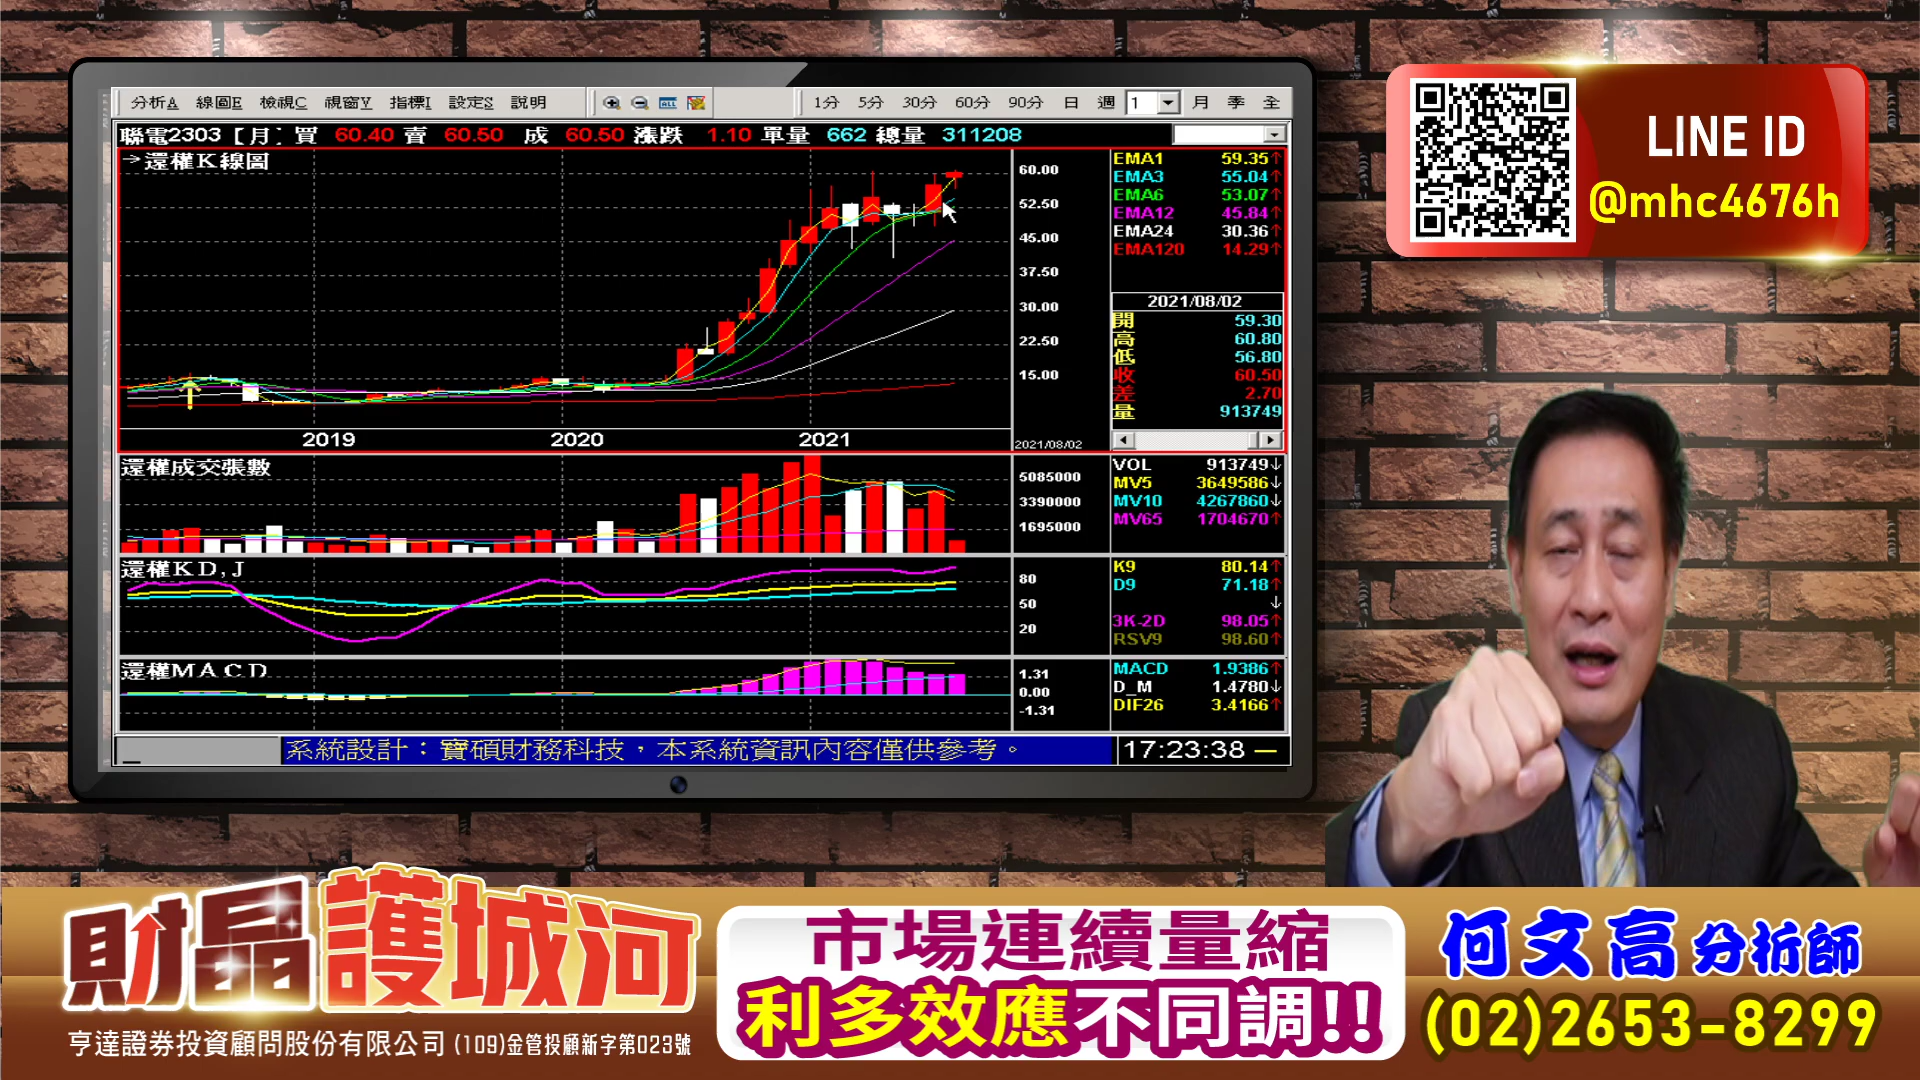 分析A 線圖E 檢視C 視窗V 指標I 設定S 說明 ALL 1分 5分 30分 60分 90分 日 週 1 月 季 全
聯電2303 [月] 買 60.40 賣 60.50 成 60.50 漲跌 1.10 單量 662 總量 311208
→還權K線圖
60.00
52.50
45.00
37.50
30.00
22.50
15.00
2019 2020 2021
2021/08/02
EMA1 59.35↑
EMA3 55.04↑
EMA6 53.07↑
EMA12 45.84↑
EMA24 30.36↑
EMA120 14.29↑
2021/08/02
開 59.30
高 60.80
低 56.80
收 60.50
差 2.70
量 913749
還權成交張數
5085000
3390000
1695000
VOL 913749↓
MV5 3649586↓
MV10 4267860↓
MV65 1704670↑
還權KD,J
80
50
20
K9 80.14↑
D9 71.18↑
↓
3K-2D 98.05↑
RSV9 98.60↑
還權MACD
1.31
0.00
-1.31
MACD 1.9386↑
D_M 1.4780↓
DIF26 3.4166↑
系統設計：寶碩財務科技，本系統資訊內容僅供參考。
17:23:38
LINE ID
@mhc4676h
財晶護城河
亨達證券投資顧問股份有限公司 (109)金管投顧新字第023號
市場連續量縮
利多效應不同調!!
何文高 分析師
(02)2653-8299